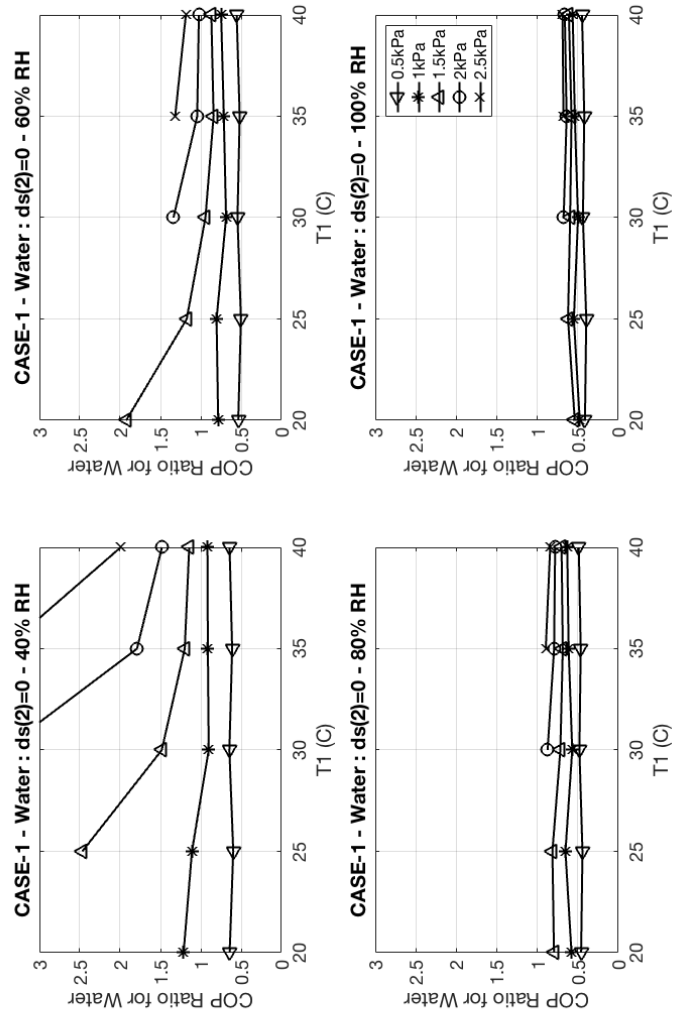 CASE-1 - Water : ds(2)=0 - 40% RH
3
2.5
2
1.5
1
0.5
0
COP Ratio for Water
20
25
30
35
40
T1 (C)
CASE-1 - Water : ds(2)=0 - 60% RH
3
2.5
2
1.5
1
0.5
0
COP Ratio for Water
20
25
30
35
40
T1 (C)
CASE-1 - Water : ds(2)=0 - 80% RH
3
2.5
2
1.5
1
0.5
0
COP Ratio for Water
20
25
30
35
40
T1 (C)
CASE-1 - Water : ds(2)=0 - 100% RH
3
2.5
2
1.5
1
0.5
0
COP Ratio for Water
20
25
30
35
40
T1 (C)
0.5kPa
1kPa
1.5kPa
2kPa
2.5kPa